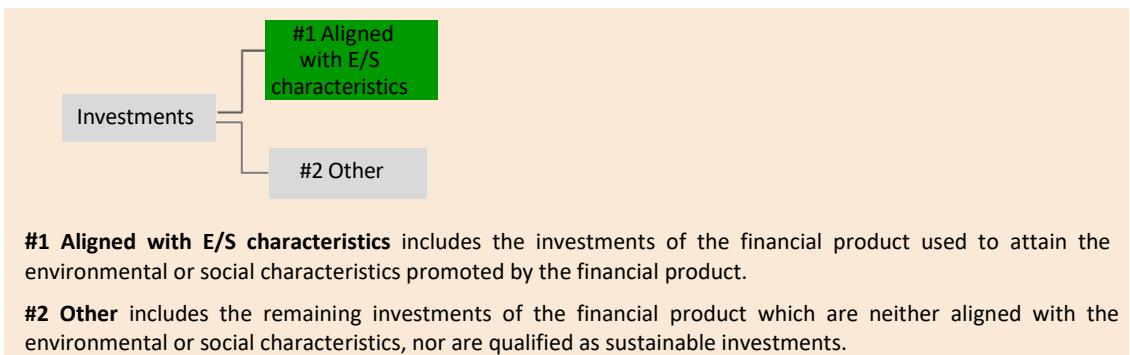 #1 Aligned
with E/S
characteristics
Investments
#2 Other
#1 Aligned with E/S characteristics includes the investments of the financial product used to attain the
environmental or social characteristics promoted by the financial product.
#2 Other includes the remaining investments of the financial product which are neither aligned with the
environmental or social characteristics, nor are qualified as sustainable investments.